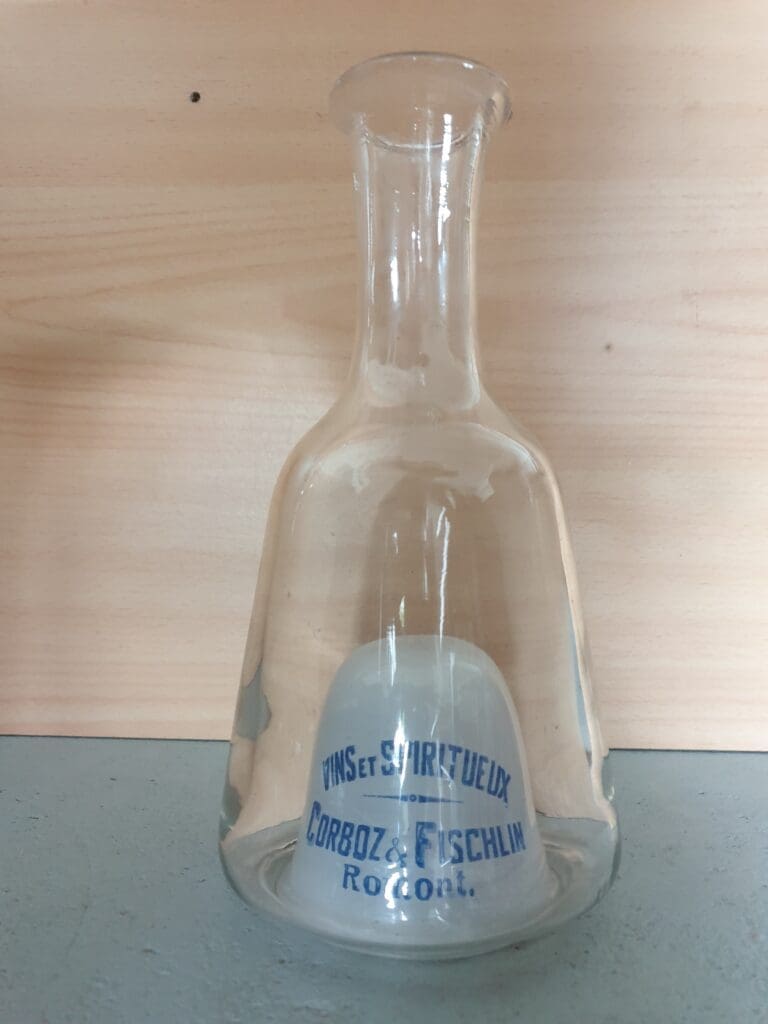 VINS ET SPIRITUEUX
CORBOZ & FISCHLIN
Romont.